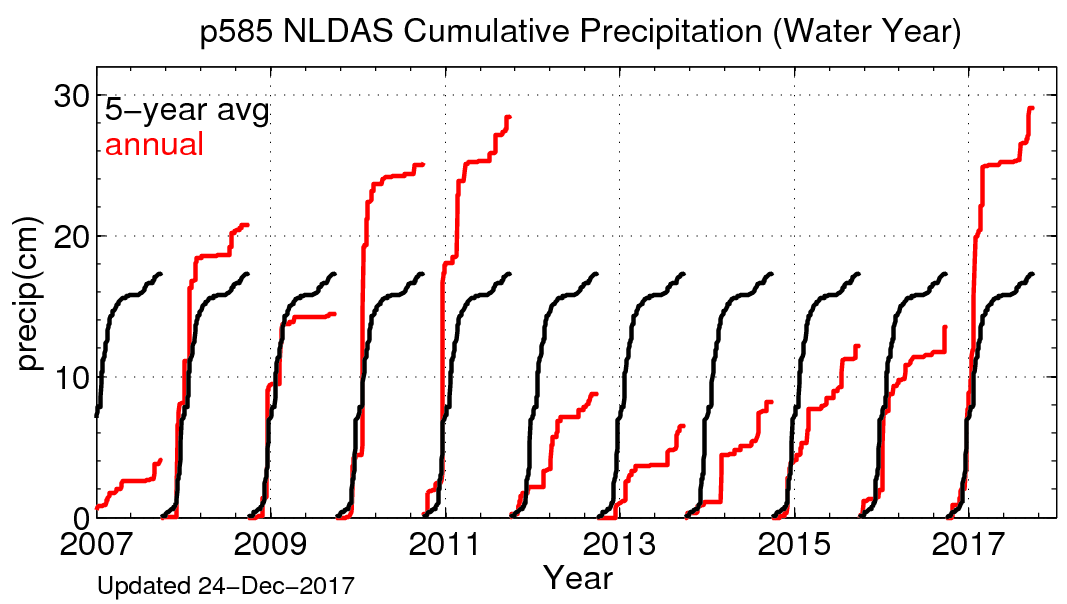 p585 NLDAS Cumulative Precipitation (Water Year)
30
5−year avg
annual
20
precip(cm)
10
0
2007 2009 2011 2013 2015 2017
Year
Updated 24−Dec−2017